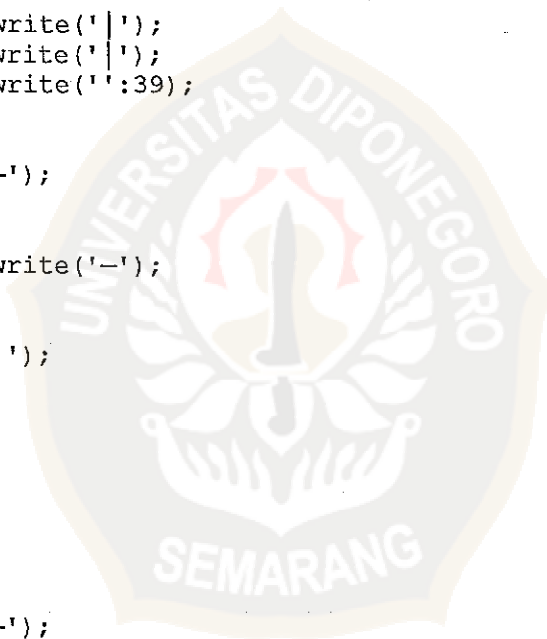 write('|');
write('|');
write('':39);
-');
write('—');
');
-');
UNIVERSITAS DIPONEGORO
SEMARANG